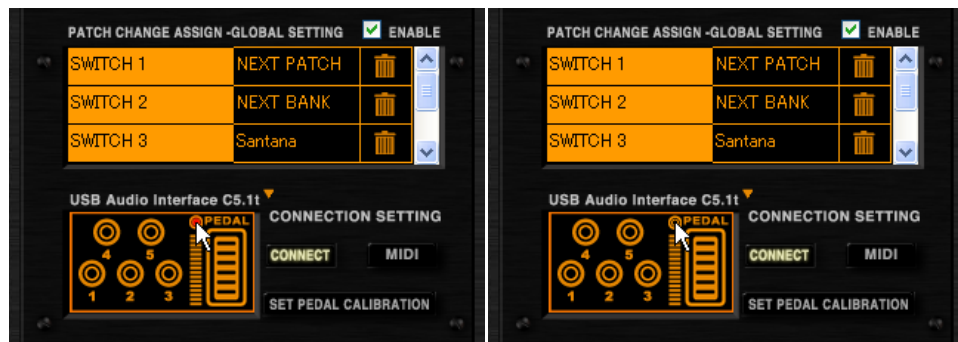 PATCH CHANGE ASSIGN -GLOBAL SETTING ENABLE
SWITCH 1 NEXT PATCH
SWITCH 2 NEXT BANK
SWITCH 3 Santana
USB Audio Interface C5.1t
PEDAL
CONNECTION SETTING
4 5
CONNECT MIDI
1 2 3
SET PEDAL CALIBRATION
PATCH CHANGE ASSIGN -GLOBAL SETTING ENABLE
SWITCH 1 NEXT PATCH
SWITCH 2 NEXT BANK
SWITCH 3 Santana
USB Audio Interface C5.1t
PEDAL
CONNECTION SETTING
4 5
CONNECT MIDI
1 2 3
SET PEDAL CALIBRATION